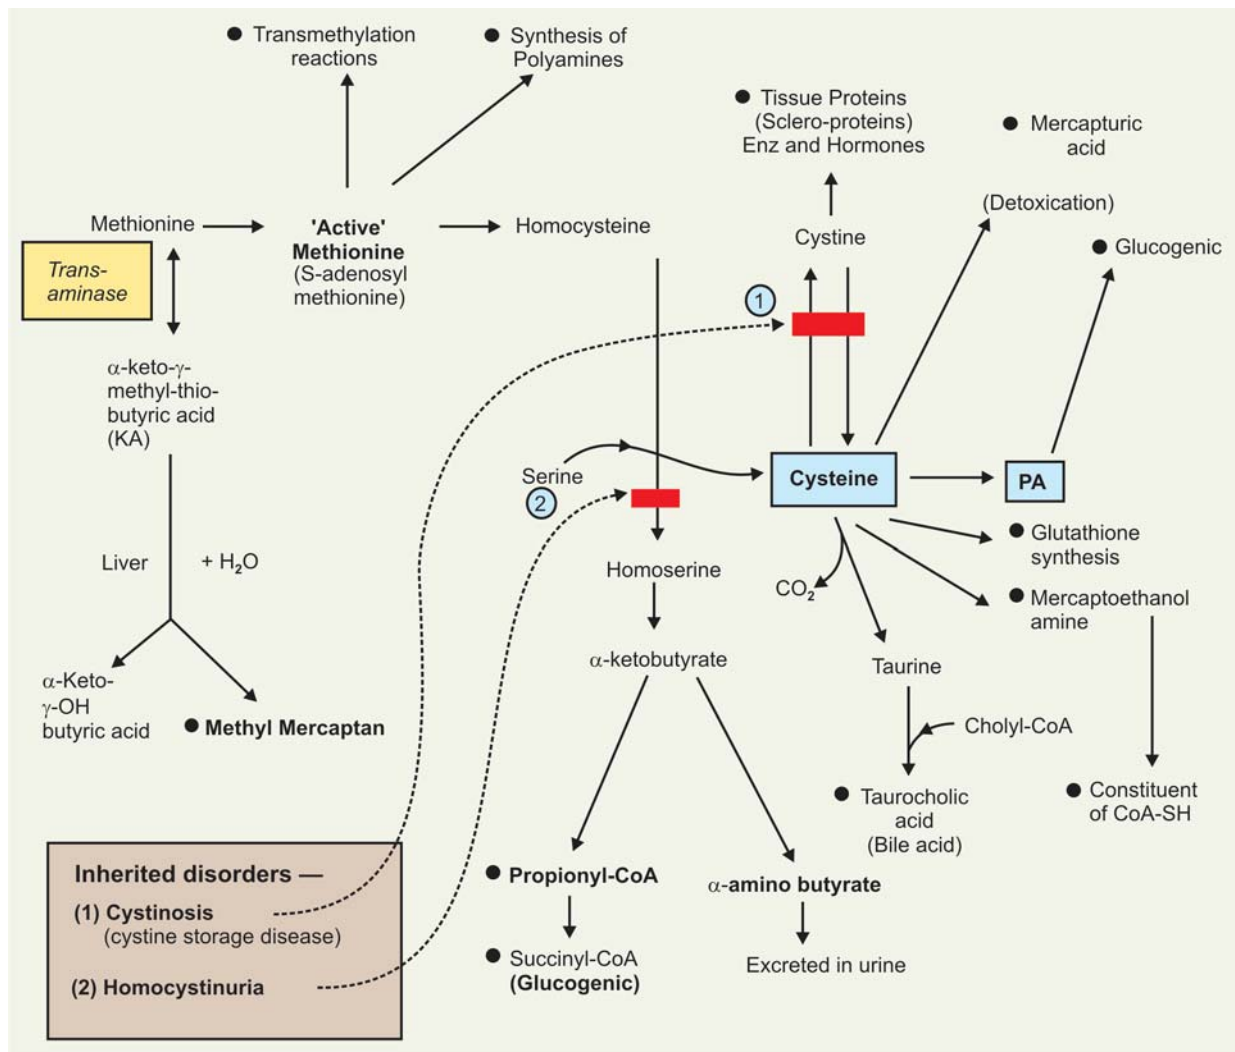 ● Transmethylation
reactions
● Synthesis of
Polyamines
● Tissue Proteins
(Sclero-proteins)
Enz and Hormones
● Mercapturic
acid
(Detoxication)
● Glucogenic
Methionine
'Active'
Methionine
(S-adenosyl
methionine)
Homocysteine
Cystine
Trans-
aminase
1
α-keto-γ-
methyl-thio-
butyric acid
(KA)
Serine
2
Cysteine
PA
Liver
+ H₂O
Homoserine
CO₂
● Glutathione
synthesis
● Mercaptoethanol
amine
α-ketobutyrate
Taurine
α-Keto-
γ-OH
butyric acid
● Methyl Mercaptan
Cholyl-CoA
● Taurocholic
acid
(Bile acid)
● Constituent
of CoA-SH
● Propionyl-CoA
α-amino butyrate
● Succinyl-CoA
(Glucogenic)
Excreted in urine
Inherited disorders —
(1) Cystinosis
(cystine storage disease)
(2) Homocystinuria